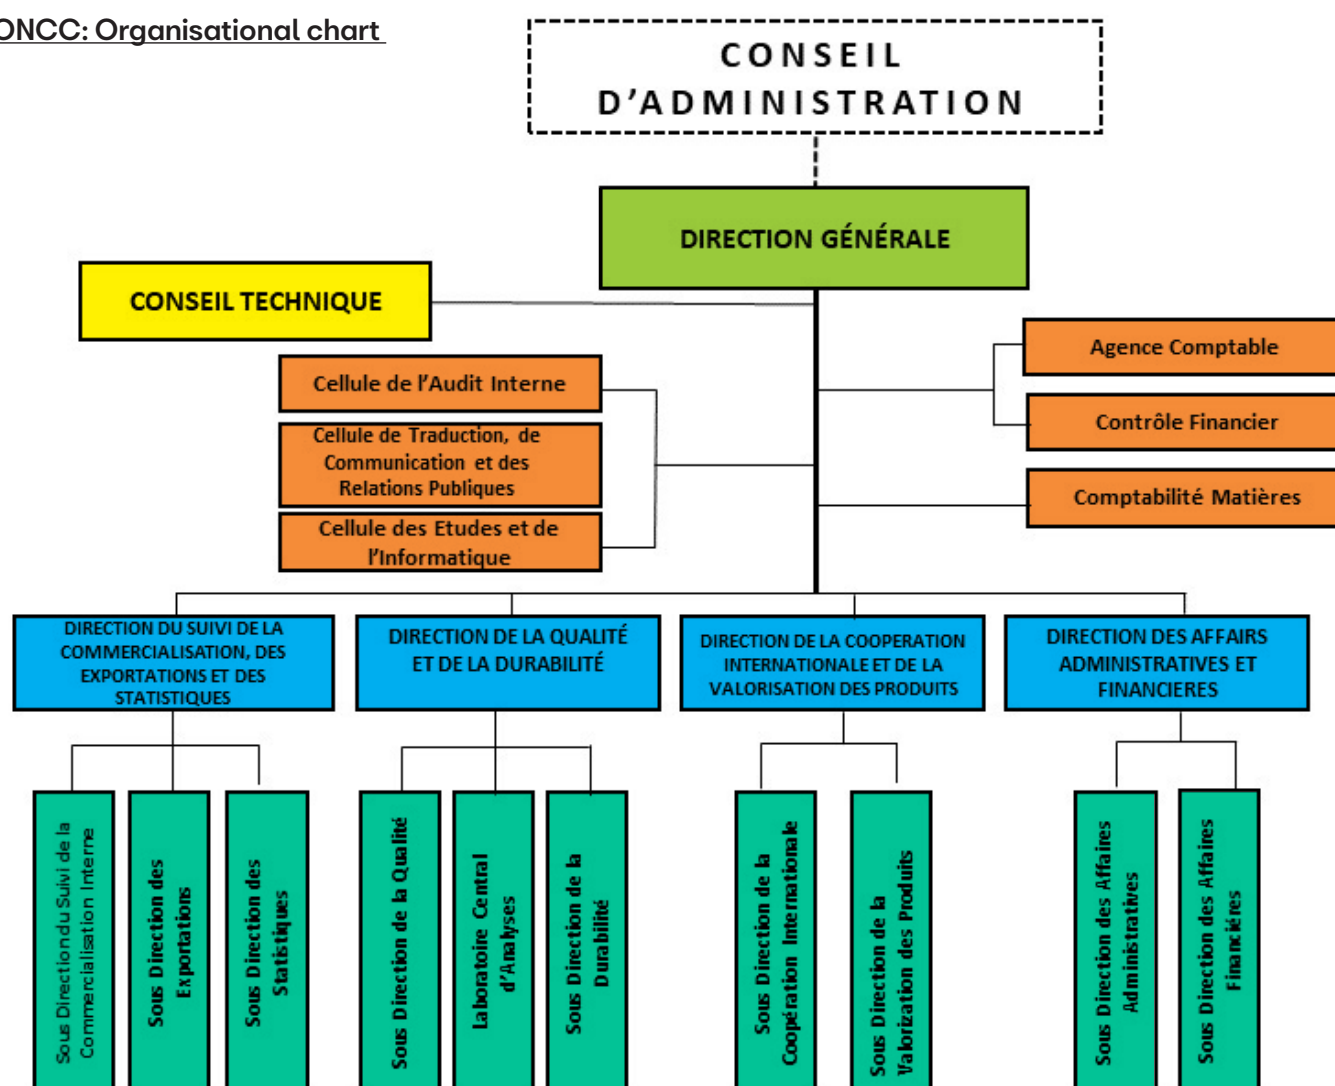 ONCC: Organisational chart
CONSEIL
D'ADMINISTRATION
DIRECTION GÉNÉRALE
CONSEIL TECHNIQUE
Agence Comptable
Cellule de l'Audit Interne
Contrôle Financier
Cellule de Traduction, de
Communication et des
Relations Publiques
Comptabilité Matières
Cellule des Etudes et de
l'Informatique
DIRECTION DU SUIVI DE LA
COMMERCIALISATION, DES
EXPORTATIONS ET DES
STATISTIQUES
DIRECTION DE LA QUALITÉ
ET DE LA DURABILITÉ
DIRECTION DE LA COOPERATION
INTERNATIONALE ET DE LA
VALORISATION DES PRODUITS
DIRECTION DES AFFAIRS
ADMINISTRATIVES ET
FINANCIERES
Sous Direction du Suivi de la
Commercialisation Interne
Sous Direction des
Exportations
Sous Direction des
Statistiques
Sous Direction de la Qualité
Laboratoire Central
d'Analyses
Sous Direction de la
Durabilité
Sous Direction de la
Coopération Internationale
Sous Direction de la
Valorization des Produits
Sous Direction des Affaires
Administratives
Sous Direction des Affaires
Financiéres